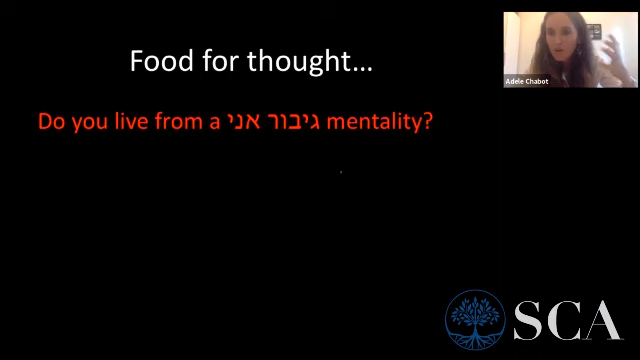 Food for thought...
Do you live from a גיבור אני mentality?
Adele Chabot
SCA